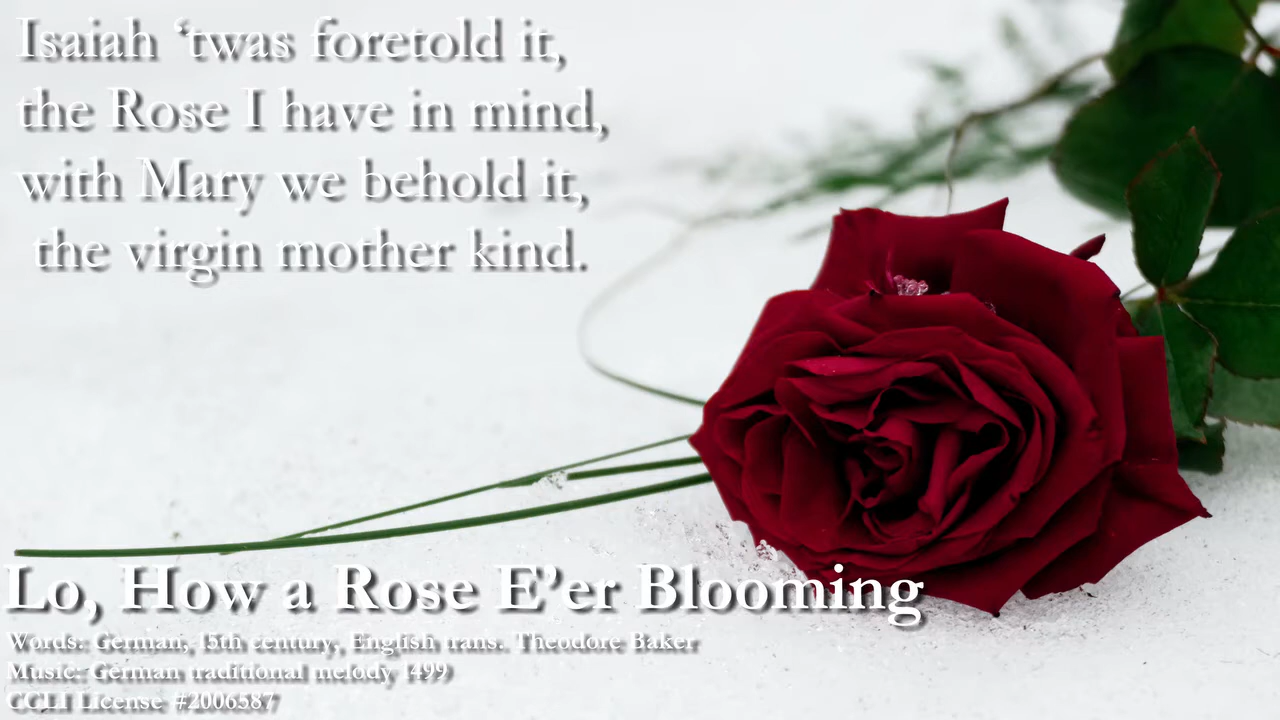 Isaiah ‘twas foretold it,
the Rose I have in mind,
with Mary we behold it,
the virgin mother kind.
Lo, How a Rose E’er Blooming
Words: German, 15th century, English trans. Theodore Baker
Music: German traditional melody 1499
CCLI License #2006587